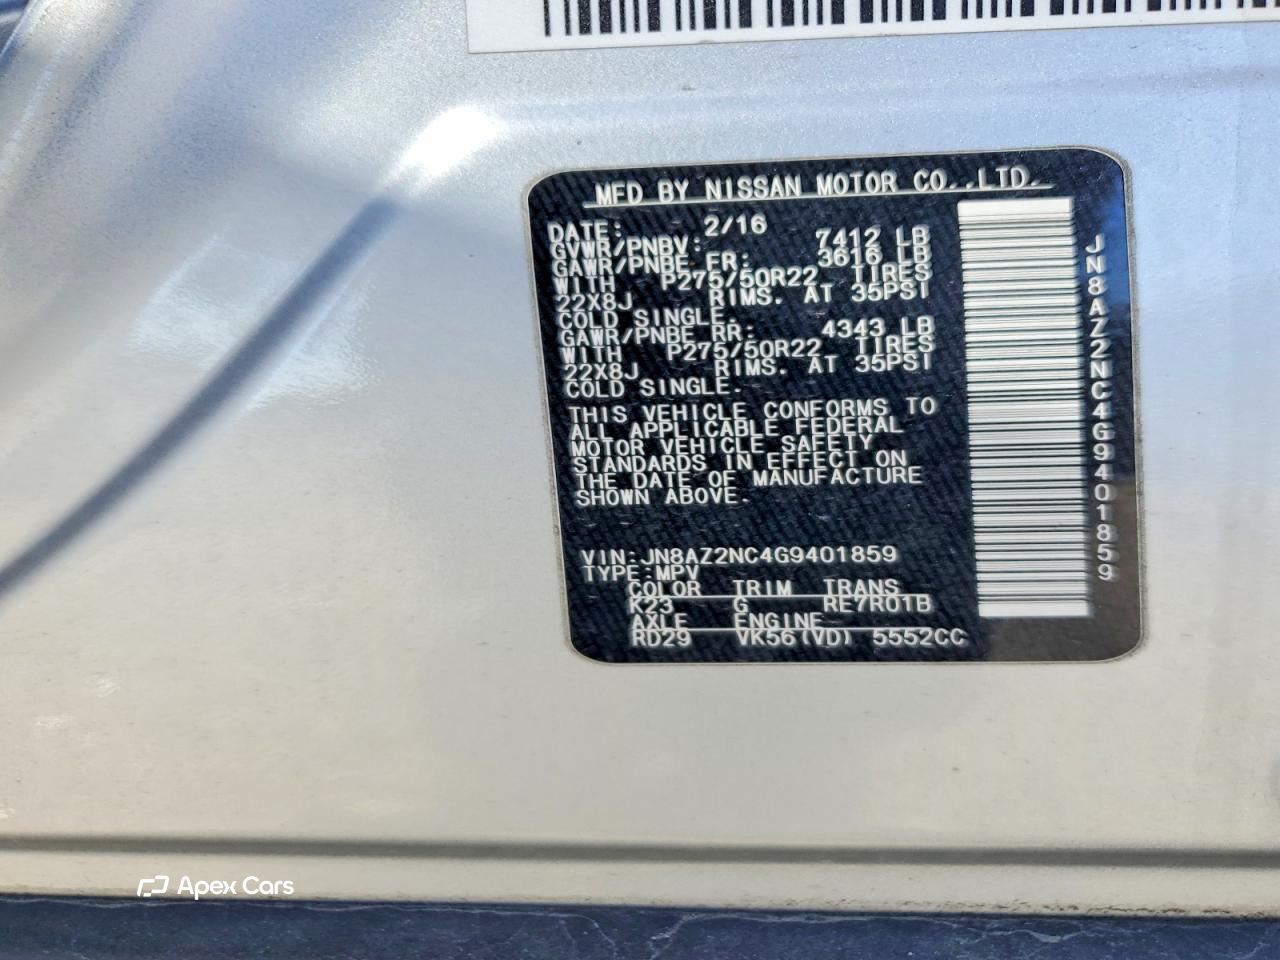 MFD BY NISSAN MOTOR CO.,LTD.
DATE: 2/16
GVWR/PNBV: 7412 LB
GAWR/PNBE FR: 3616 LB
WITH P275/50R22 TIRES
22X8J RIMS. AT 35PSI
COLD SINGLE.
GAWR/PNBE RR: 4343 LB
WITH P275/50R22 TIRES
22X8J RIMS. AT 35PSI
COLD SINGLE.
THIS VEHICLE CONFORMS TO
ALL APPLICABLE FEDERAL
MOTOR VEHICLE SAFETY
STANDARDS IN EFFECT ON
THE DATE OF MANUFACTURE
SHOWN ABOVE.
VIN:JN8AZ2NC4G9401859
TYPE:MPV
COLOR TRIM TRANS
K23 G RE7R01B
AXLE ENGINE
RD29 VK56(VD) 5552CC
JN8AZ2NC4G9401859
Apex Cars